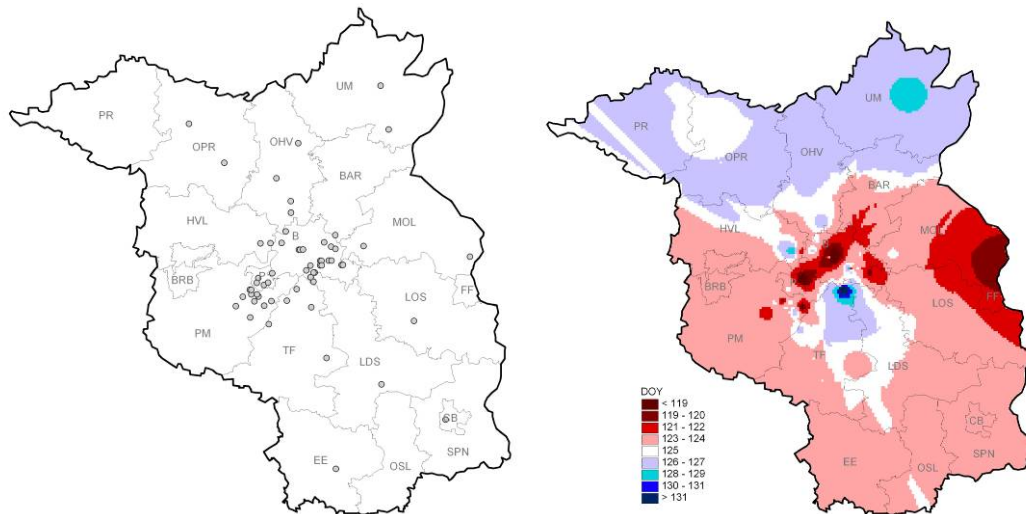 UM
PR
OPR
OHV
BAR
HVL
B
MOL
BRB
LOS
FF
PM
TF
LDS
CB
EE
OSL
SPN
UM
PR
OPR
OHV
BAR
HVL
MOL
BRB
LOS
FF
PM
TF
LDS
CB
EE
OSL
SPN
DOY
< 119
119 - 120
121 - 122
123 - 124
125
126 - 127
128 - 129
130 - 131
> 131